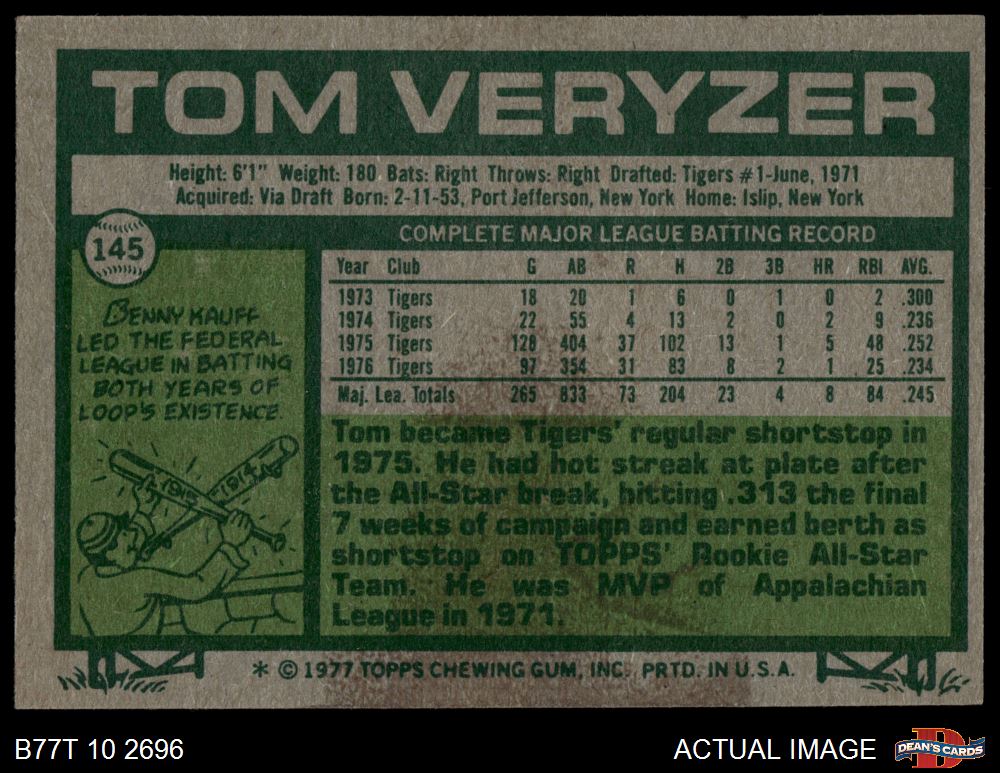 TOM VERYZER
Height: 6'1" Weight: 180 Bats: Right Throws: Right Drafted: Tigers #1-June, 1971
Acquired: Via Draft Born: 2-11-53, Port Jefferson, New York Home: Islip, New York
145
BENNY KAUFF
LED THE FEDERAL
LEAGUE IN BATTING
BOTH YEARS OF
LOOP'S EXISTENCE.
1915 1914
COMPLETE MAJOR LEAGUE BATTING RECORD
Year Club G AB R H 2B 3B HR RBI AVG.
1973 Tigers 18 20 1 6 0 1 0 2 .300
1974 Tigers 22 55 4 13 2 0 2 9 .236
1975 Tigers 128 404 37 102 13 1 5 48 .252
1976 Tigers 97 354 31 83 8 2 1 25 .234
Maj. Lea. Totals 265 833 73 204 23 4 8 84 .245
Tom became Tigers' regular shortstop in
1975. He had hot streak at plate after
the All-Star break, hitting .313 the final
7 weeks of campaign and earned berth as
shortstop on TOPPS' Rookie All-Star
Team. He was MVP of Appalachian
League in 1971.
* © 1977 TOPPS CHEWING GUM, INC. PRTD. IN U.S.A.
B77T 10 2696
ACTUAL IMAGE
D
DEAN'S CARDS